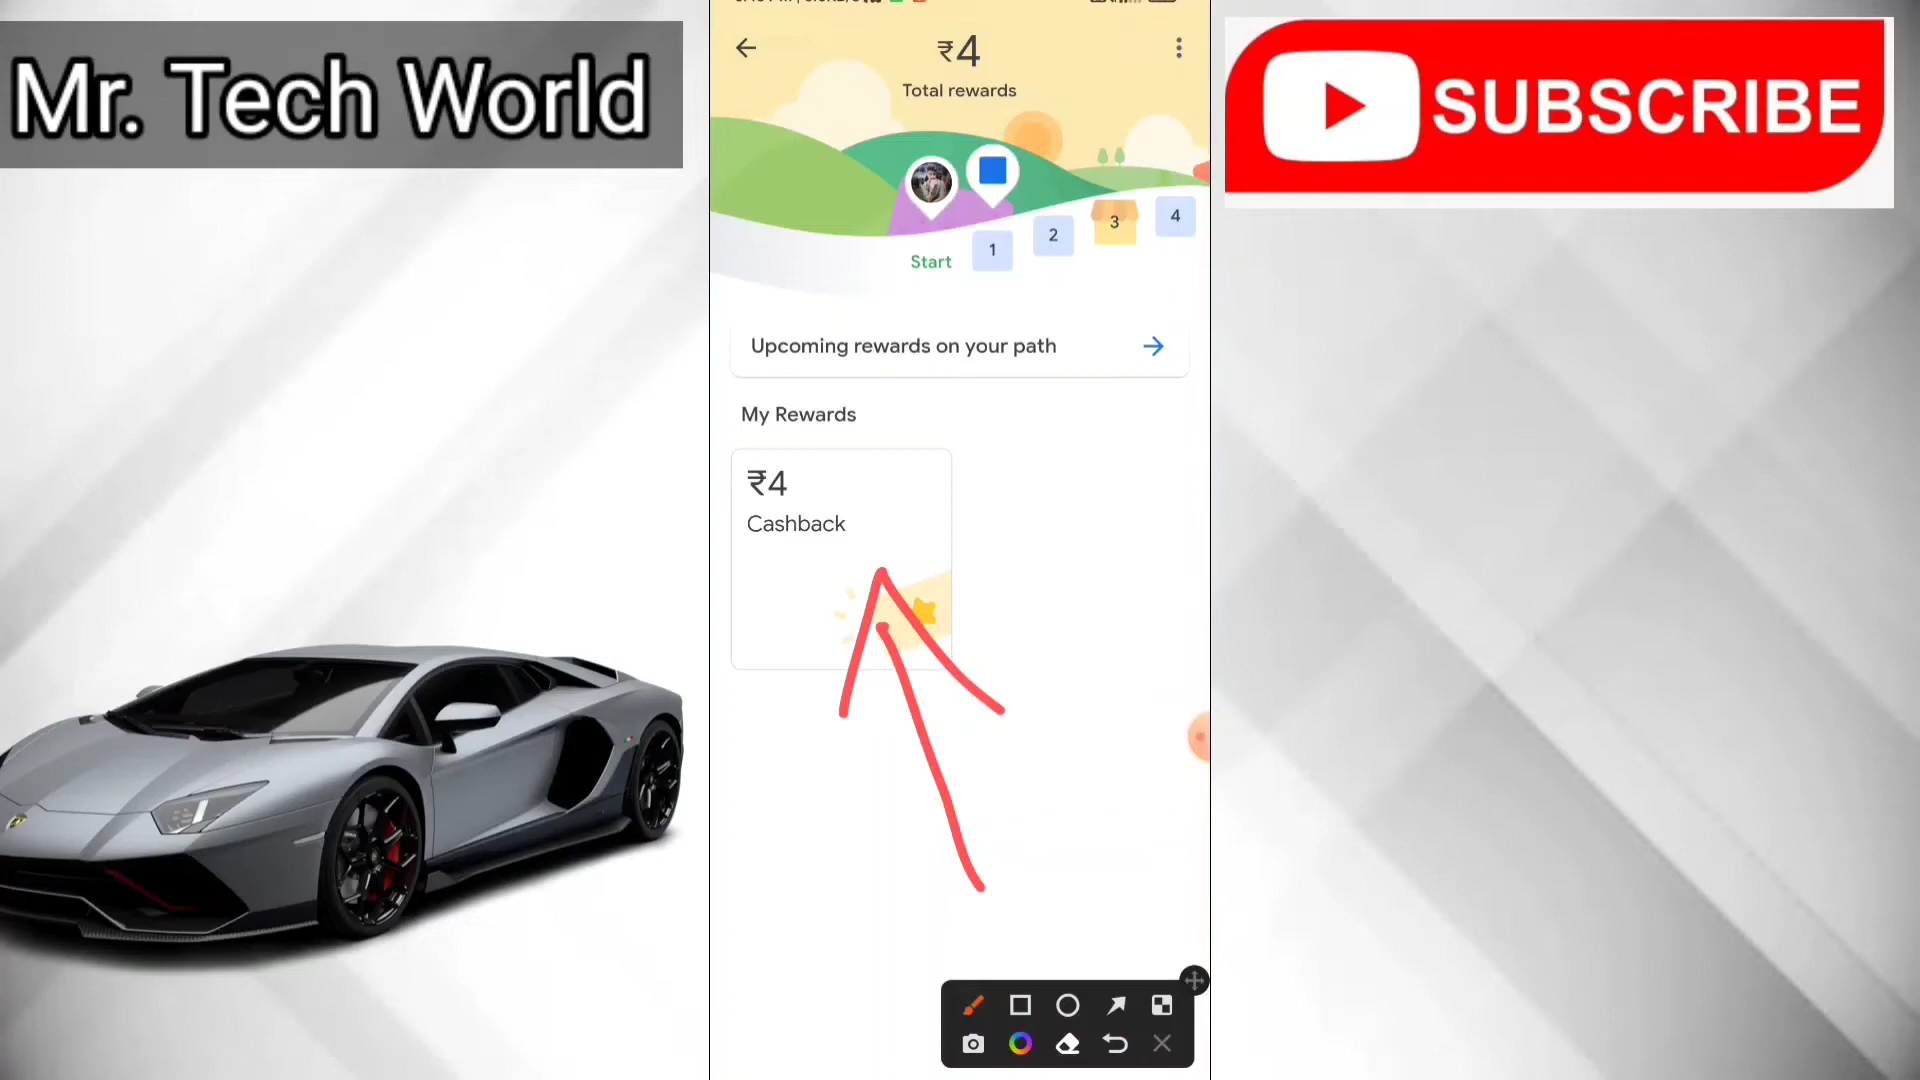 Mr. Tech World
₹4
Total rewards
SUBSCRIBE
Start
1
2
3
4
Upcoming rewards on your path
My Rewards
₹4
Cashback